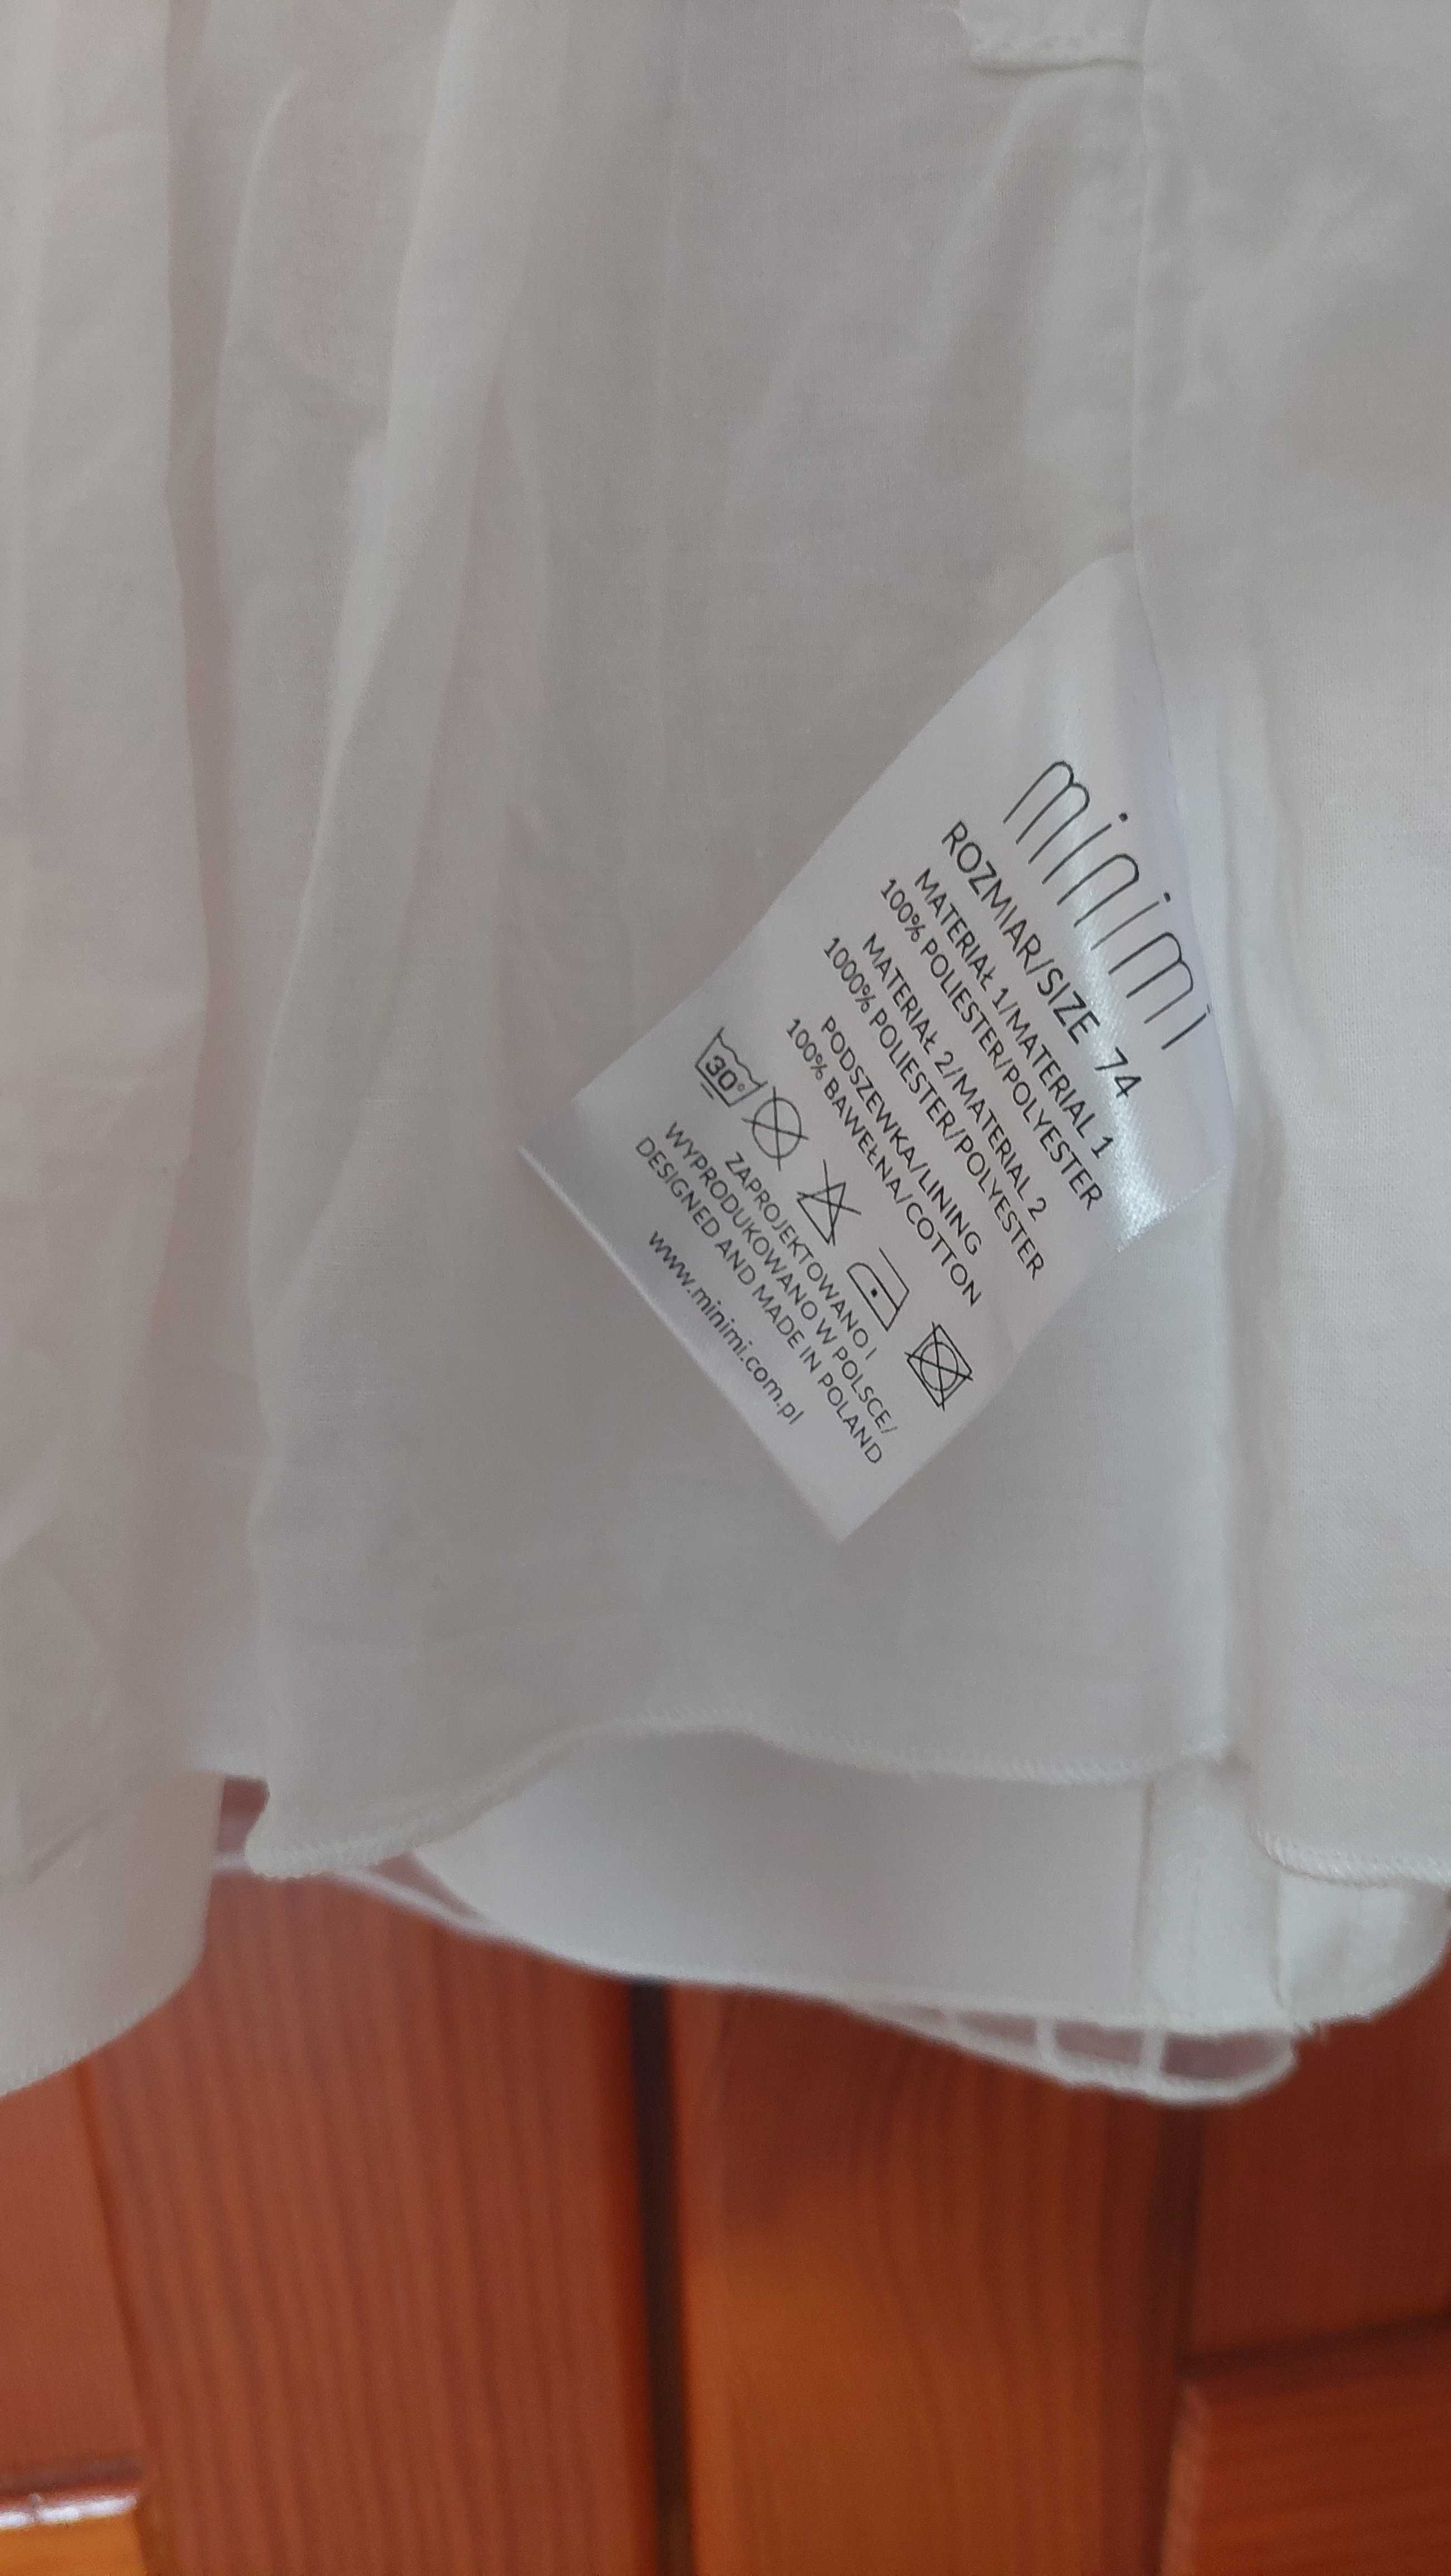 minimi
ROZMIAR/SIZE 74
MATERIAŁ 1/MATERIAL 1
100% POLIESTER/POLYESTER
MATERIAŁ 2/MATERIAL 2
1000% POLIESTER/POLYESTER
PODSZEWKA/LINING
100% BAWEŁNA/COTTON
30°
ZAPROJEKTOWANO I
WYPRODUKOWANO W POLSCE/
DESIGNED AND MADE IN POLAND
www.minimi.com.pl